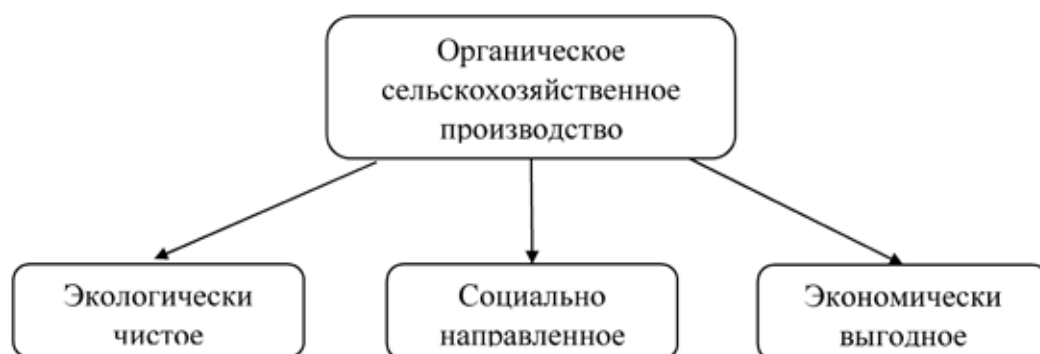 Органическое
сельскохозяйственное
производство
Экологически
чистое
Социально
направленное
Экономически
выгодное